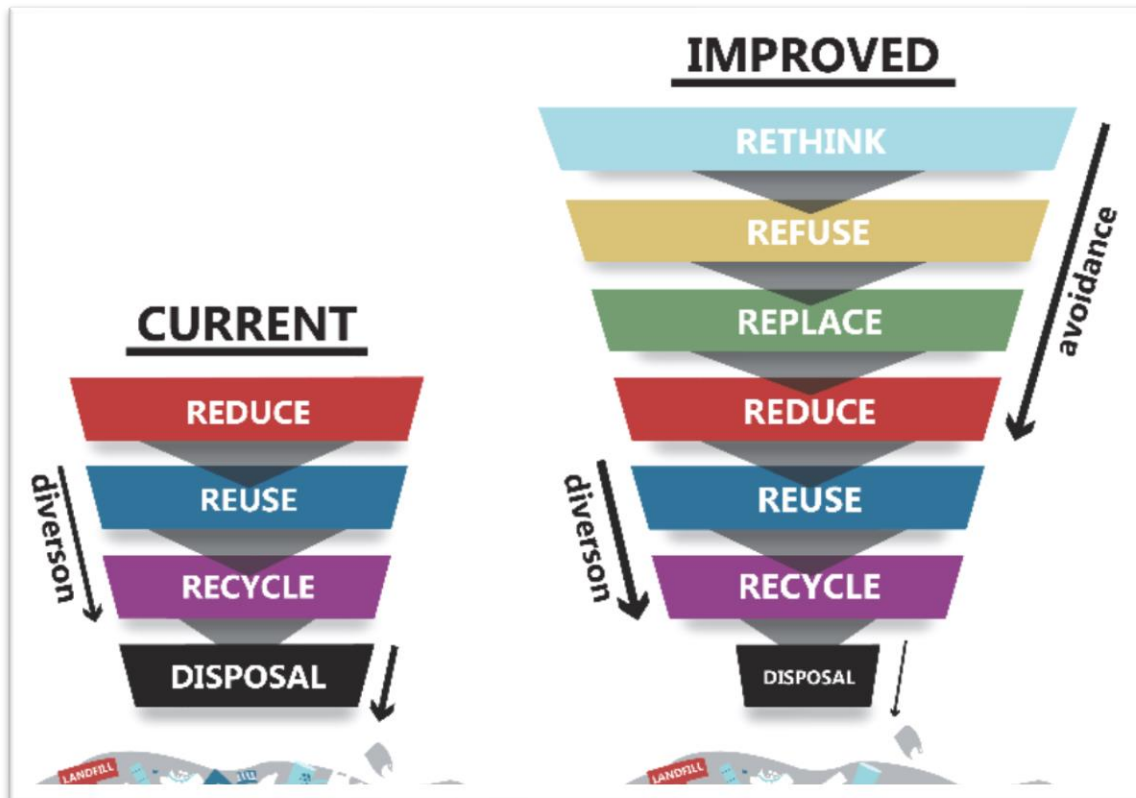 CURRENT
REDUCE
REUSE
RECYCLE
DISPOSAL
diverson
LANDFILL
IMPROVED
RETHINK
REFUSE
REPLACE
REDUCE
REUSE
RECYCLE
DISPOSAL
avoidance
diverson
LANDFILL